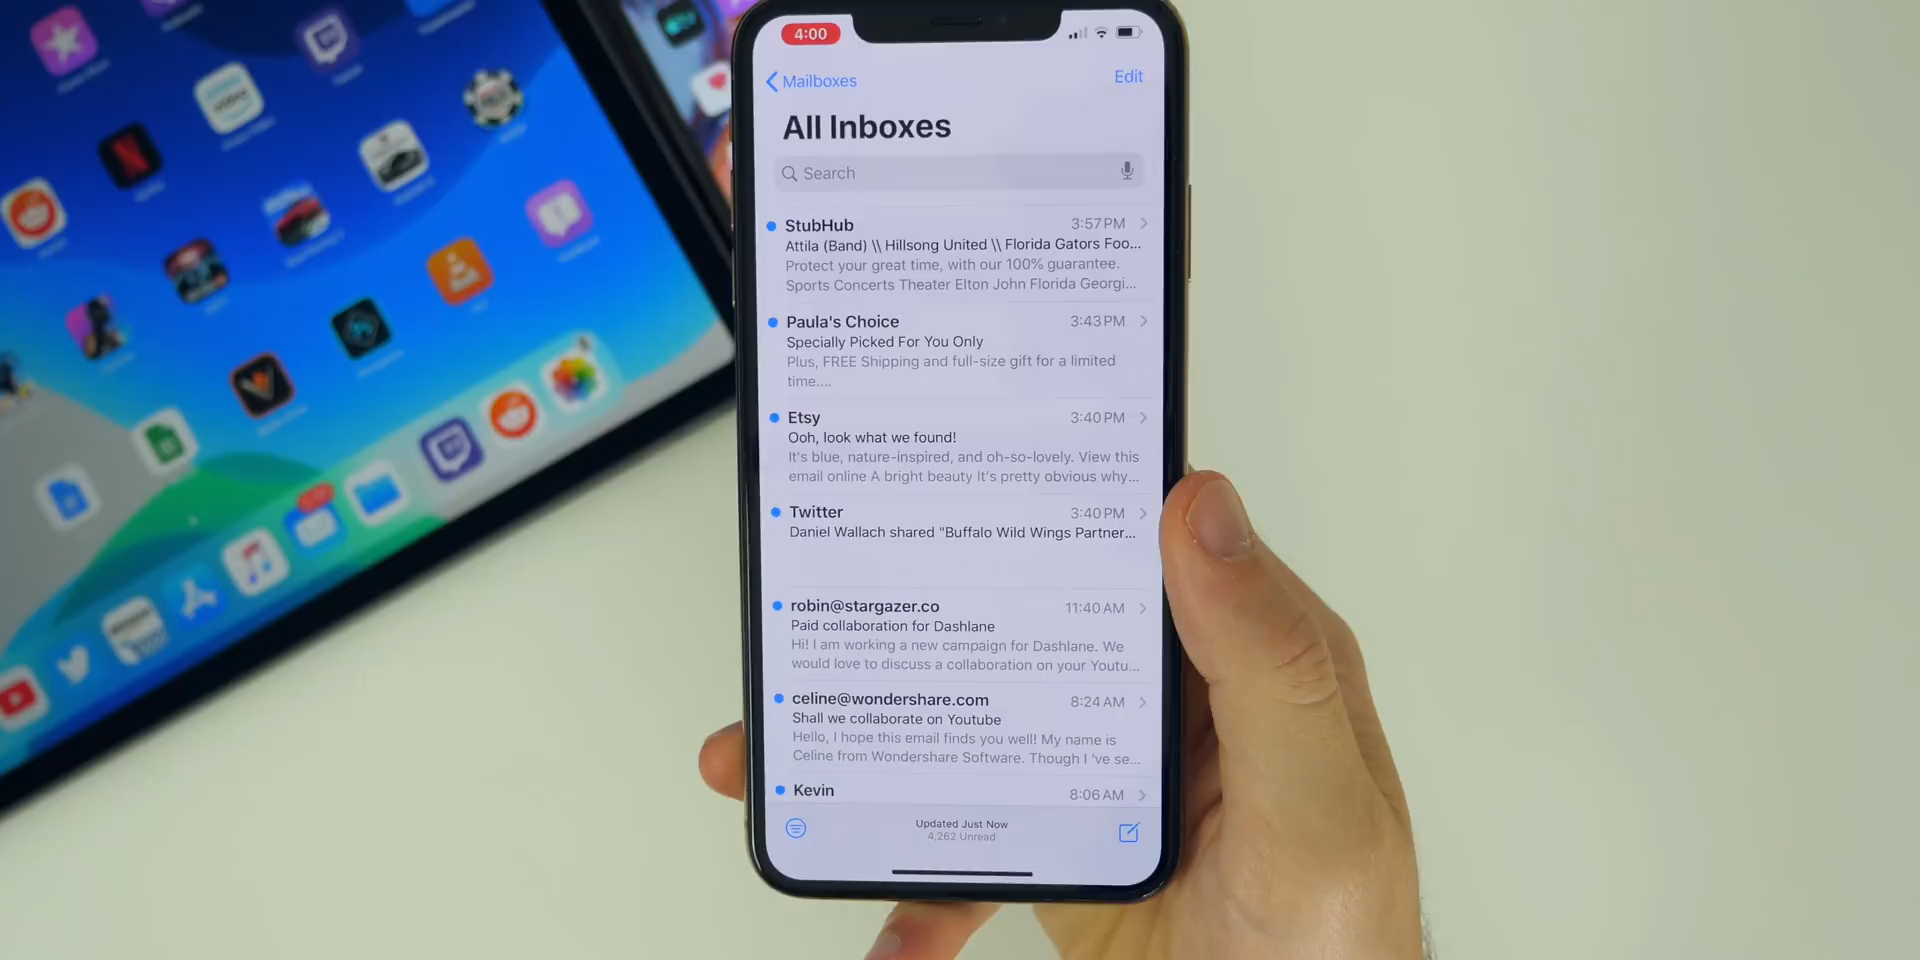 4:00
Mailboxes
Edit
All Inboxes
Search
StubHub
3:57 PM
Attila (Band) \\ Hillsong United \\ Florida Gators Foo...
Protect your great time, with our 100% guarantee.
Sports Concerts Theater Elton John Florida Georgi...
Paula's Choice
3:43 PM
Specially Picked For You Only
Plus, FREE Shipping and full-size gift for a limited
time....
Etsy
3:40 PM
Ooh, look what we found!
It's blue, nature-inspired, and oh-so-lovely. View this
email online A bright beauty It's pretty obvious why...
Twitter
3:40 PM
Daniel Wallach shared "Buffalo Wild Wings Partner...
robin@stargazer.co
11:40 AM
Paid collaboration for Dashlane
Hi! I am working a new campaign for Dashlane. We
would love to discuss a collaboration on your Youtu...
celine@wondershare.com
8:24 AM
Shall we collaborate on Youtube
Hello, I hope this email finds you well! My name is
Celine from Wondershare Software. Though I 've se...
Kevin
8:06 AM
Updated Just Now
4,262 Unread